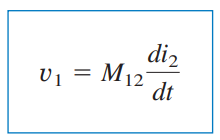 v₁ = M₁₂ di₂/dt